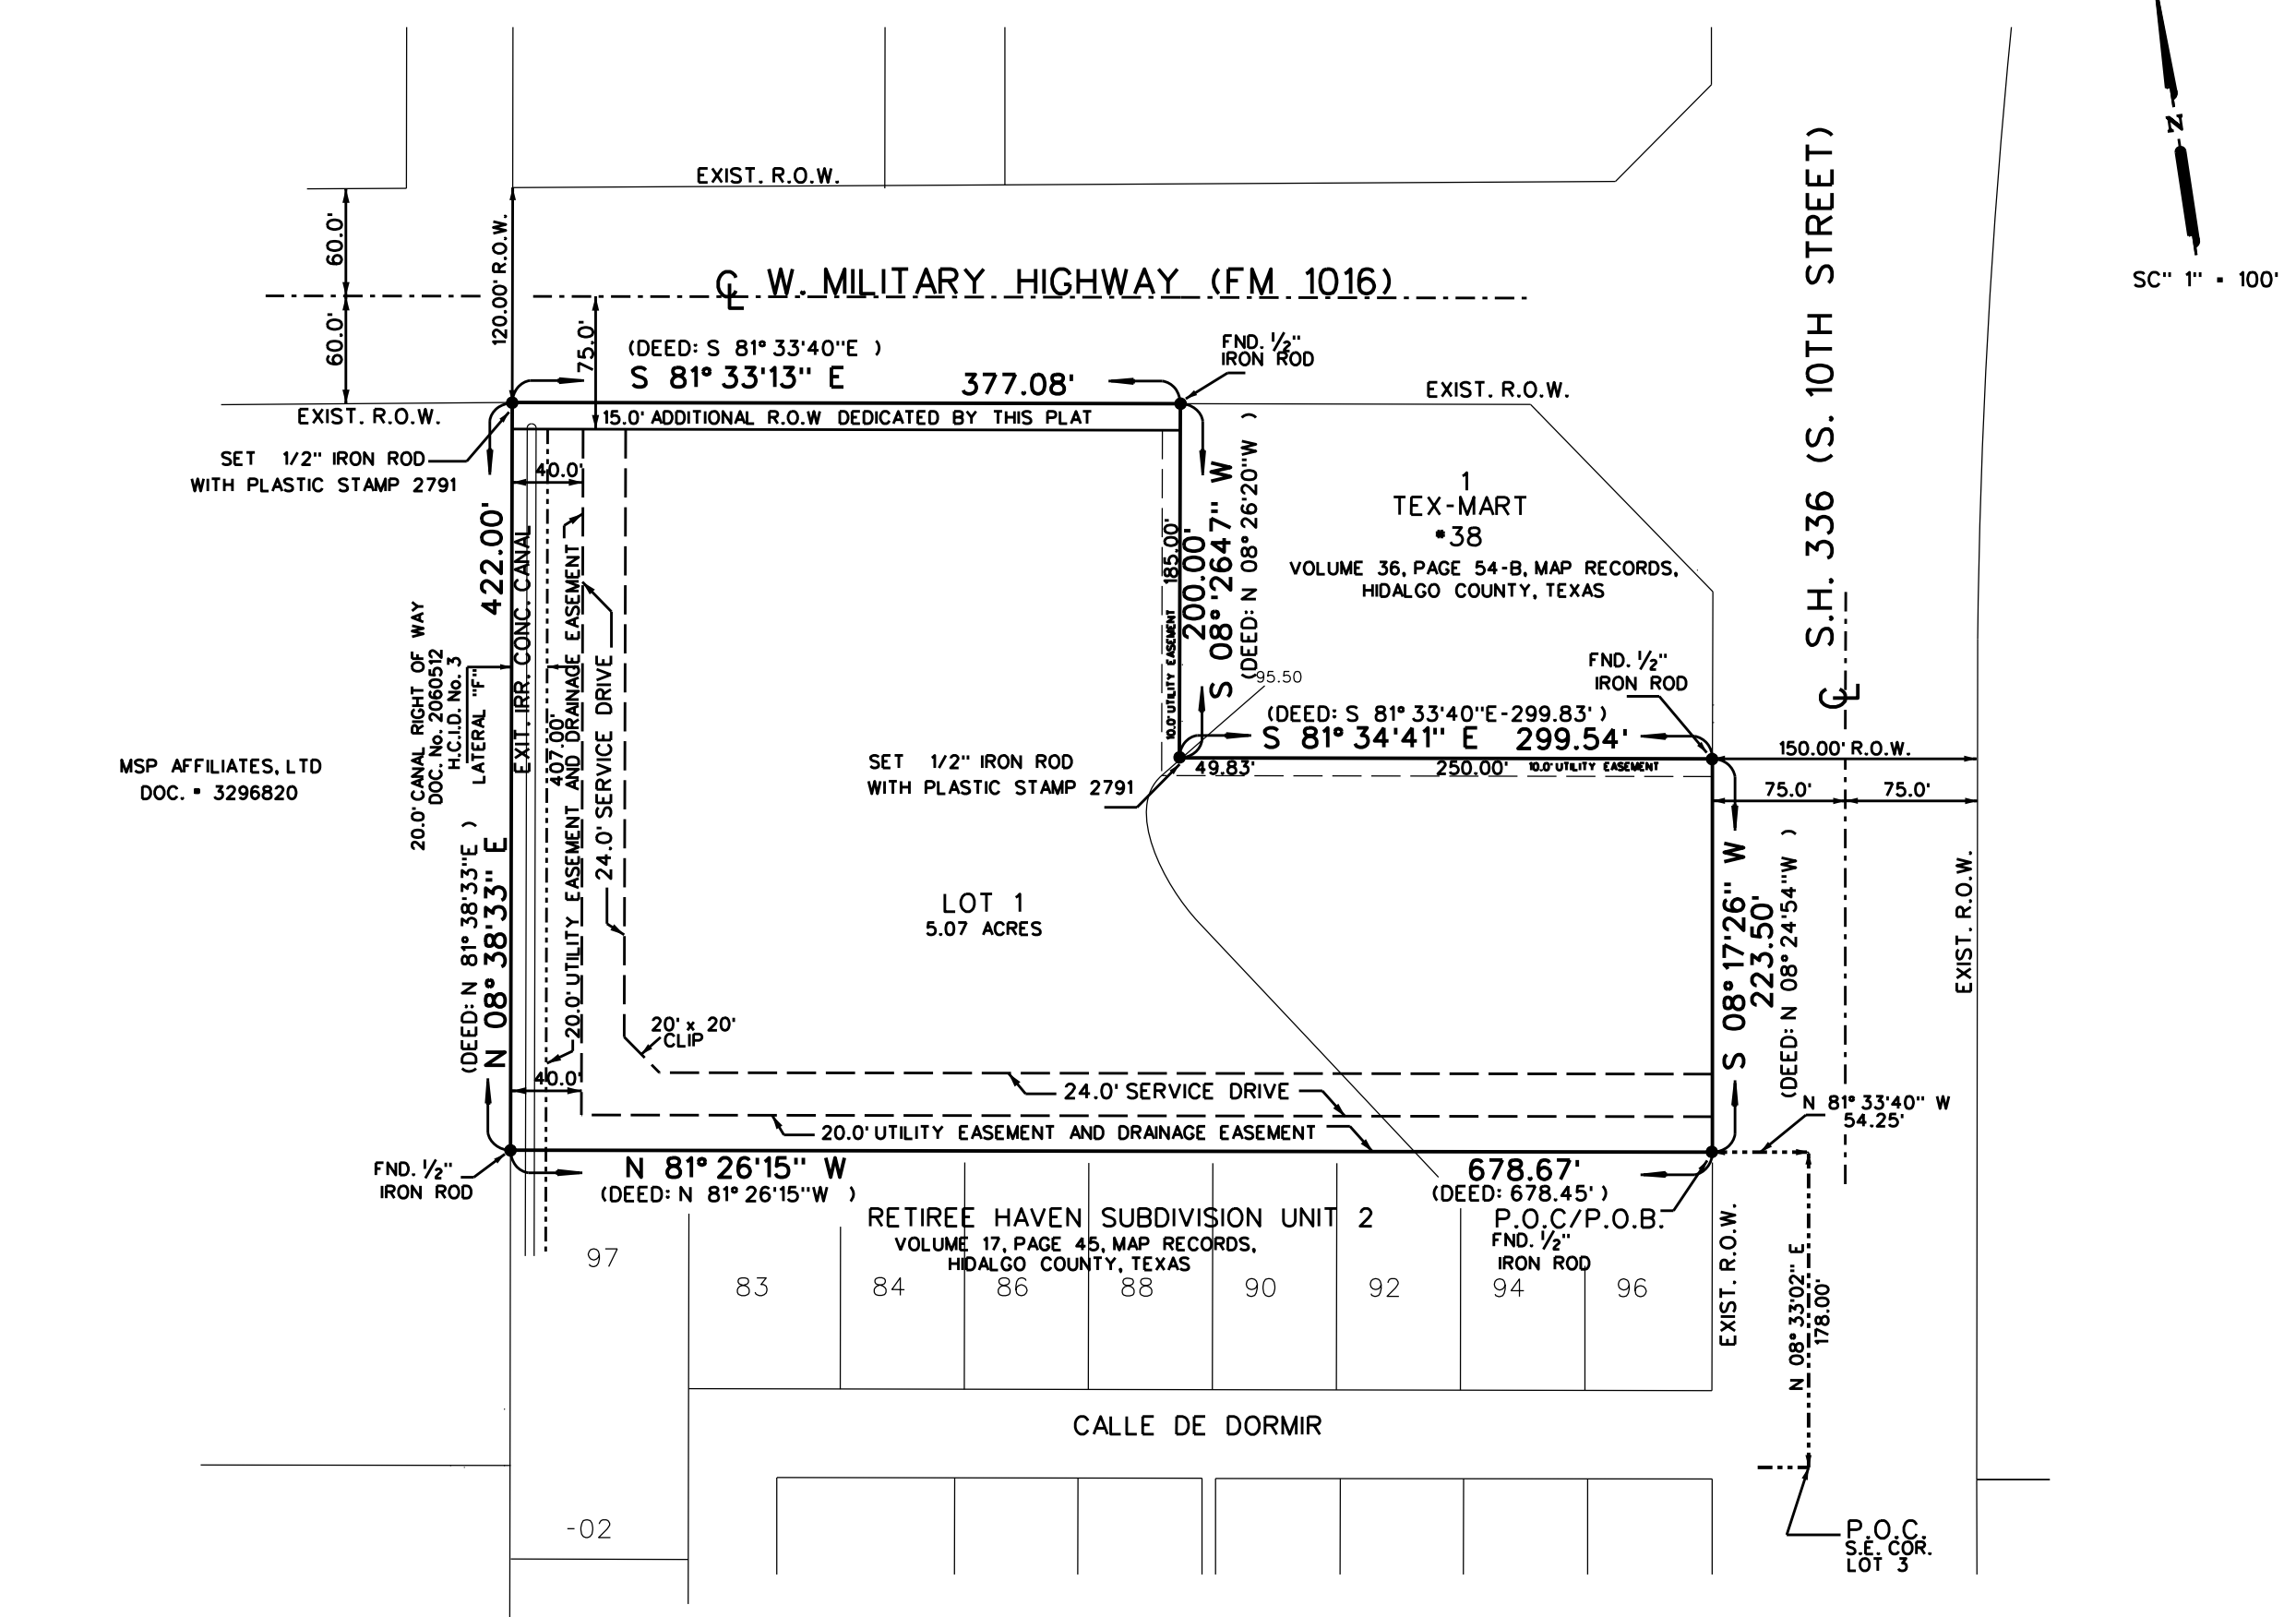 EXIST. R.O.W.
60.0'
60.0'
120.00' R.O.W.
N
SC" 1" = 100'
℄ W. MILITARY HIGHWAY (FM 1016)
S.H. 336 (S. 10TH STREET)
℄
75.0'
(DEED: S 81° 33'40"E )
S 81° 33'13" E 377.08'
FND. 1/2"
IRON ROD
EXIST. R.O.W.
EXIST. R.O.W.
15.0' ADDITIONAL R.O.W DEDICATED BY THIS PLAT
SET 1/2" IRON ROD
WITH PLASTIC STAMP 2791
40.0'
422.00'
N 08° 38'33" E
(DEED: N 81° 38'33"E )
20.0' CANAL RIGHT OF WAY
DOC. No. 2060512
H.C.I.D. No. 3
LATERAL "F"
EXIT. IRR. CONC. CANAL
407.00'
20.0' UTILITY EASEMENT AND DRAINAGE EASEMENT
24.0' SERVICE DRIVE
185.00'
10.0' UTILITY EASEMENT
200.00'
S 08° '2647" W
(DEED: N 08° 26'20"W )
1
TEX-MART
#38
VOLUME 36, PAGE 54-B, MAP RECORDS,
HIDALGO COUNTY, TEXAS
95.50
FND. 1/2"
IRON ROD
(DEED: S 81° 33'40"E-299.83' )
S 81° 34'41" E 299.54'
49.83'
250.00'
10.0' UTILITY EASEMENT
150.00' R.O.W.
75.0'
75.0'
MSP AFFILIATES, LTD
DOC. # 3296820
SET 1/2" IRON ROD
WITH PLASTIC STAMP 2791
LOT 1
5.07 ACRES
S 08° 17'26" W
223.50'
(DEED: N 08° 24'54"W )
EXIST. R.O.W.
20' x 20'
CLIP
40.0'
24.0' SERVICE DRIVE
20.0' UTILITY EASEMENT AND DRAINAGE EASEMENT
N 81° 33'40" W
54.25'
FND. 1/2"
IRON ROD
N 81° 26'15" W
(DEED: N 81° 26'15"W )
678.67'
(DEED: 678.45' )
P.O.C/P.O.B.
FND. 1/2"
IRON ROD
RETIREE HAVEN SUBDIVISION UNIT 2
VOLUME 17, PAGE 45, MAP RECORDS,
HIDALGO COUNTY, TEXAS
EXIST. R.O.W.
N 08° 33'02" E
178.00'
97
83
84
86
88
90
92
94
96
CALLE DE DORMIR
-02
P.O.C.
S.E. COR.
LOT 3